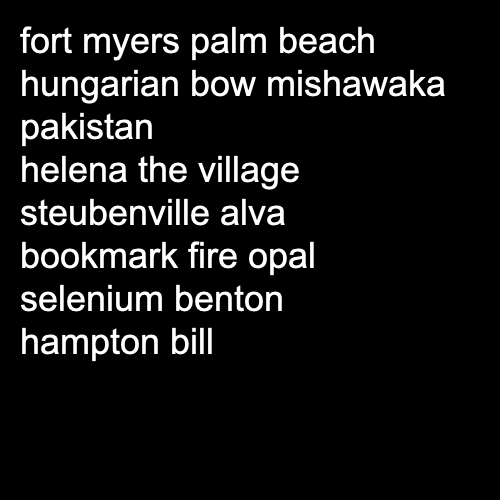 fort myers palm beach
hungarian bow mishawaka
pakistan
helena the village
steubenville alva
bookmark fire opal
selenium benton
hampton bill